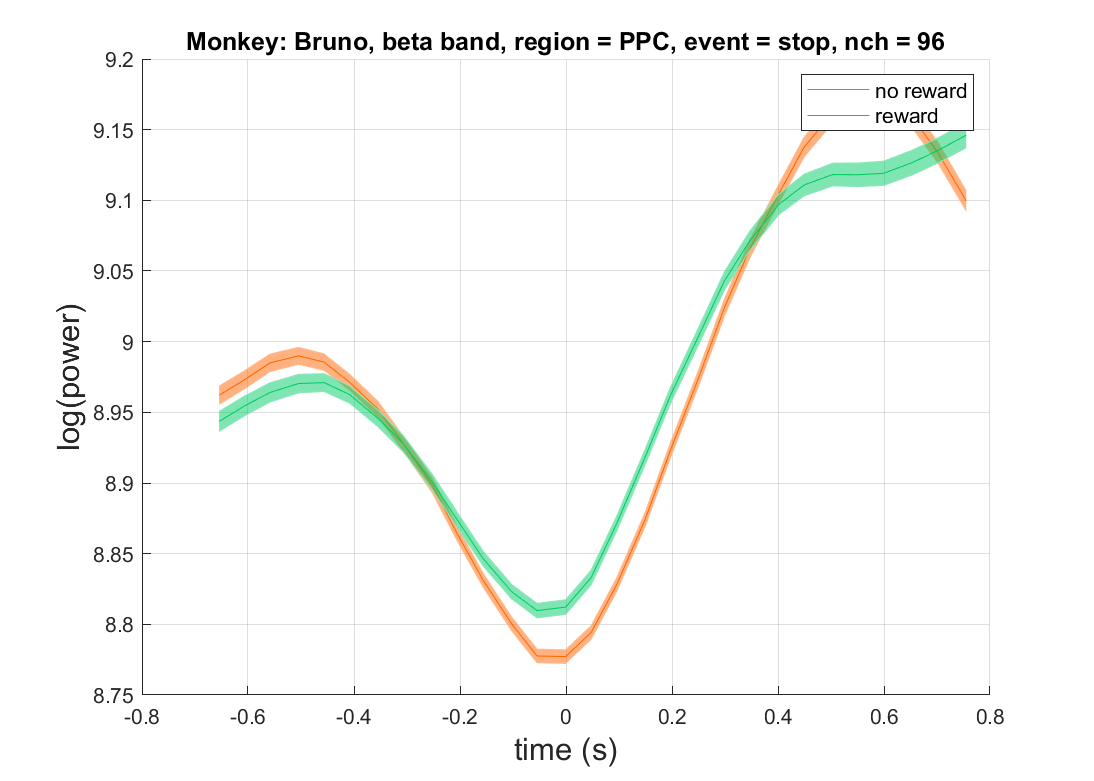 Monkey: Bruno, beta band, region = PPC, event = stop, nch = 96
9.2
9.15
9.1
9.05
9
8.95
8.9
8.85
8.8
8.75
log(power)
no reward
reward
-0.8 -0.6 -0.4 -0.2 0 0.2 0.4 0.6 0.8
time (s)